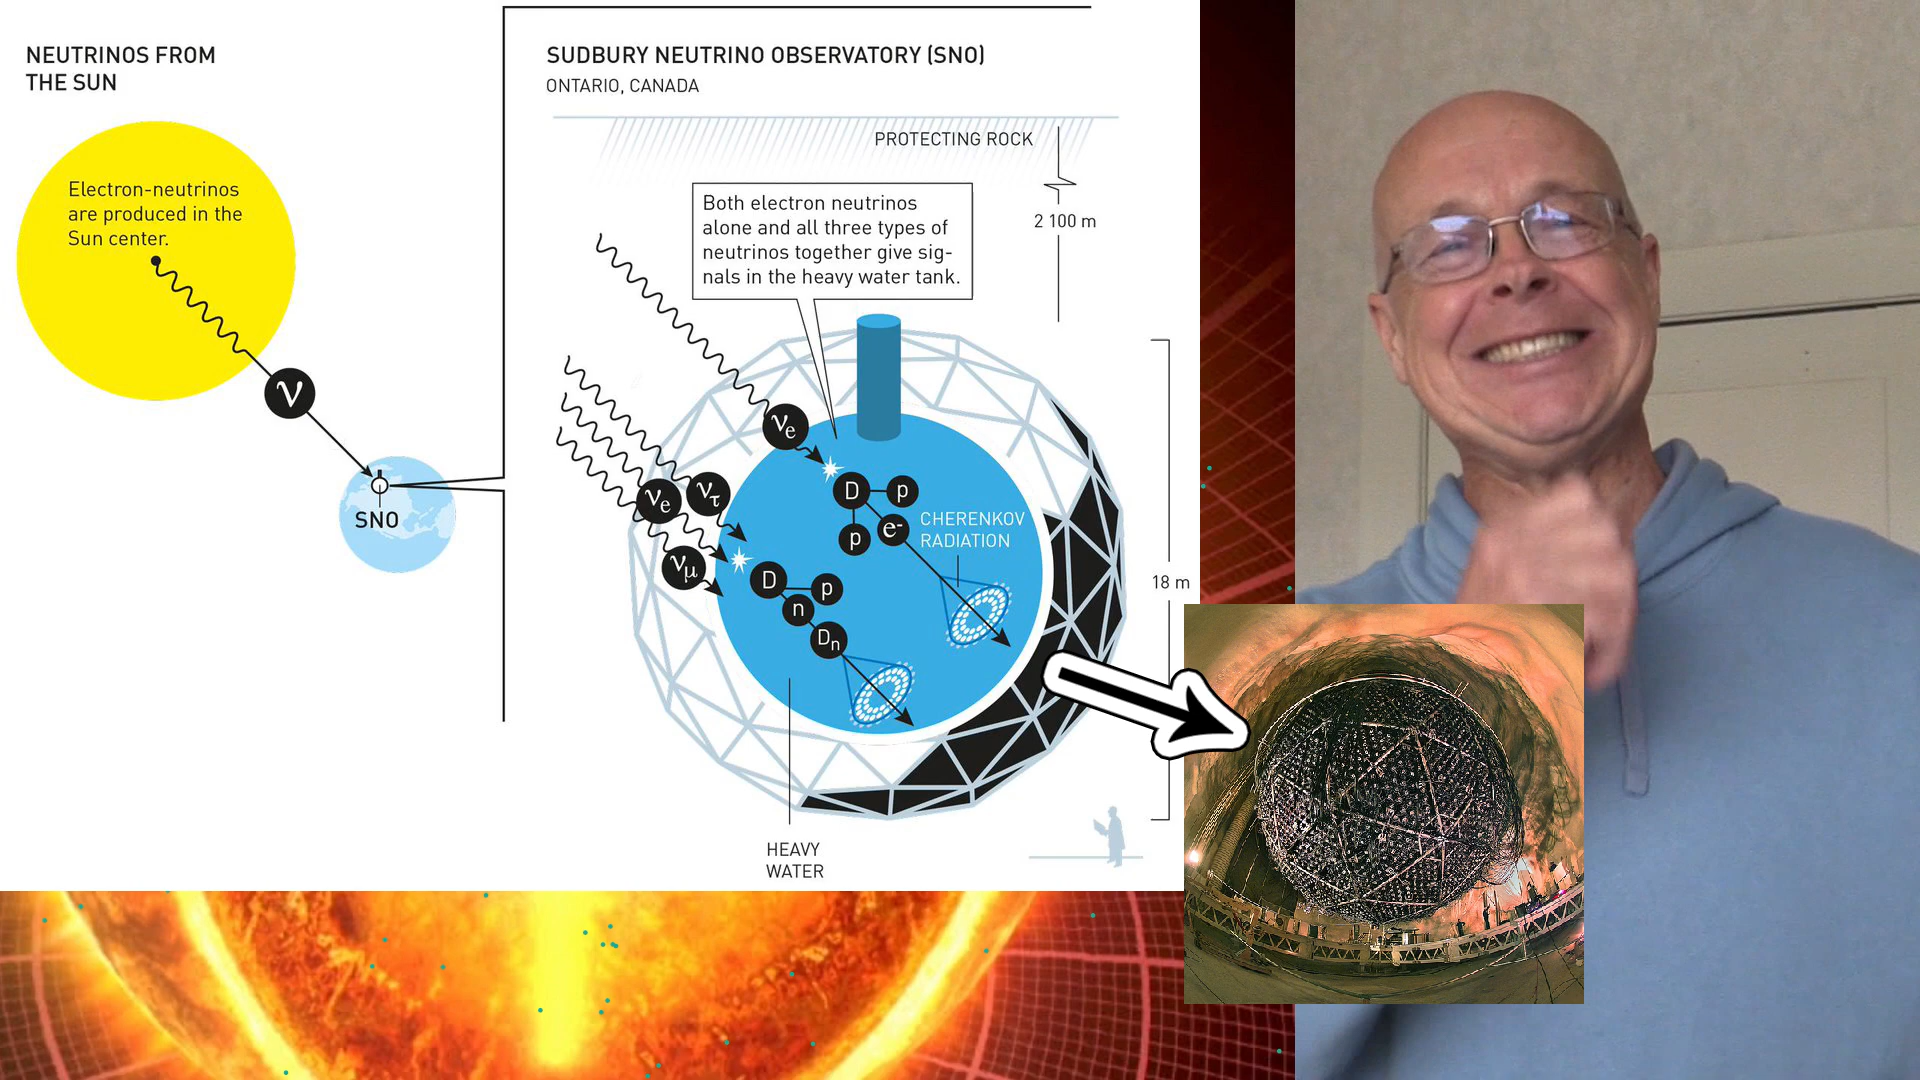 NEUTRINOS FROM
THE SUN
Electron-neutrinos
are produced in the
Sun center.
ν
SNO
SUDBURY NEUTRINO OBSERVATORY (SNO)
ONTARIO, CANADA
PROTECTING ROCK
2 100 m
Both electron neutrinos
alone and all three types of
neutrinos together give sig-
nals in the heavy water tank.
νe
D
p
p
e-
CHERENKOV
RADIATION
νe
ντ
νμ
D
p
n
Dn
18 m
HEAVY
WATER